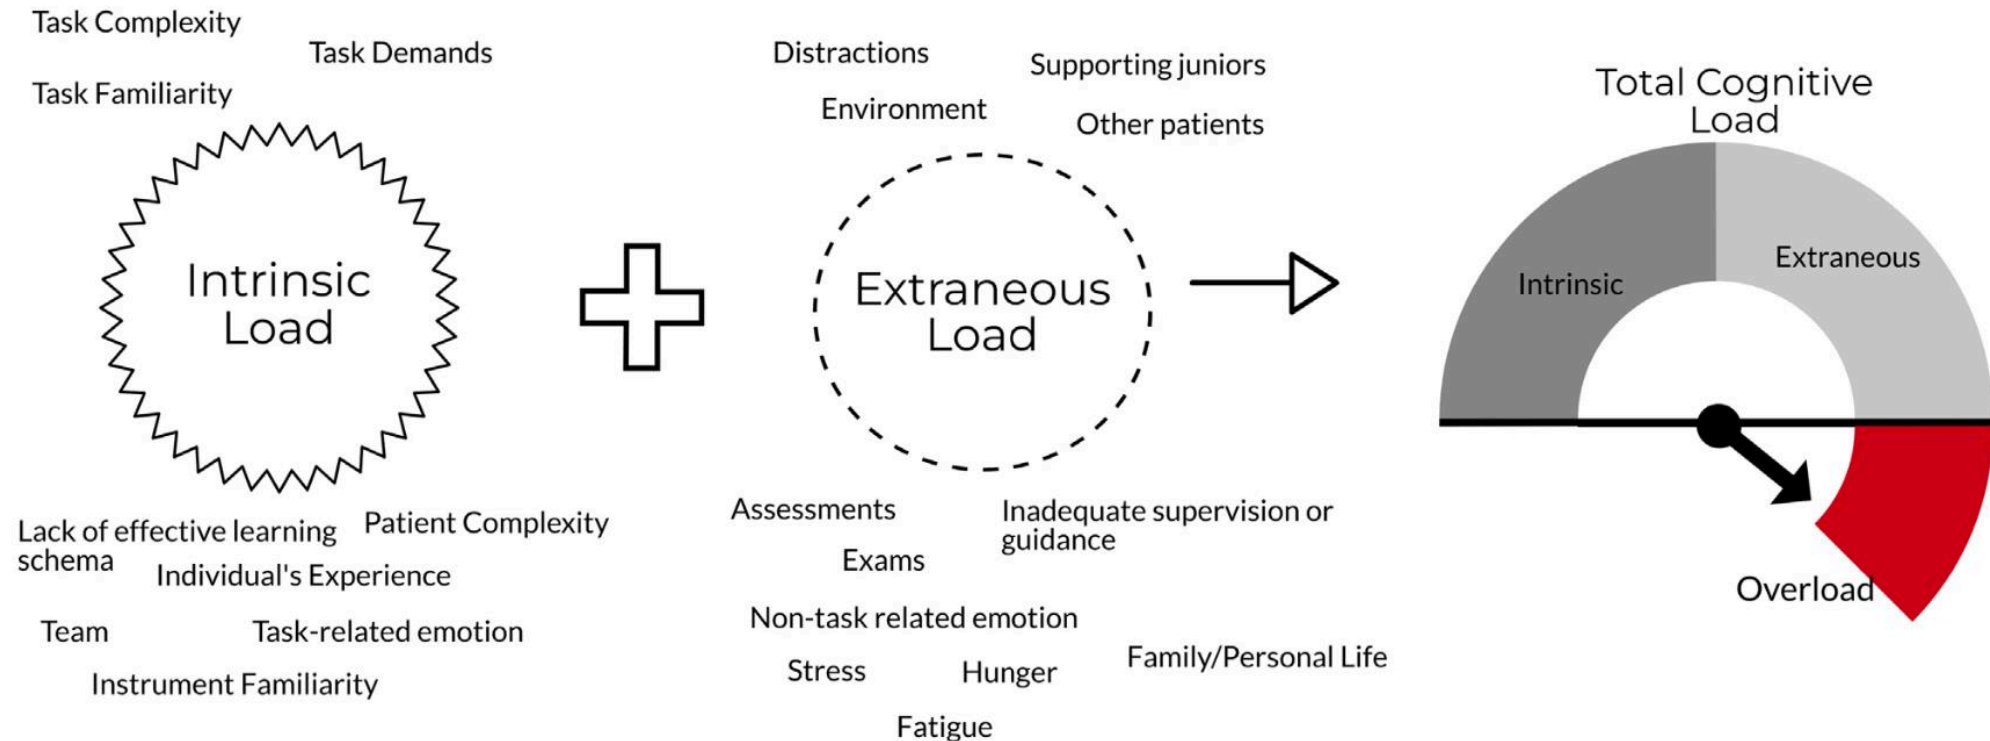 Task Complexity
Task Demands
Task Familiarity
Intrinsic
Load
Lack of effective learning
schema
Patient Complexity
Individual's Experience
Team
Task-related emotion
Instrument Familiarity
Distractions
Supporting juniors
Environment
Other patients
Extraneous
Load
Assessments
Inadequate supervision or
guidance
Exams
Non-task related emotion
Family/Personal Life
Stress
Hunger
Fatigue
Total Cognitive
Load
Intrinsic
Extraneous
Overload